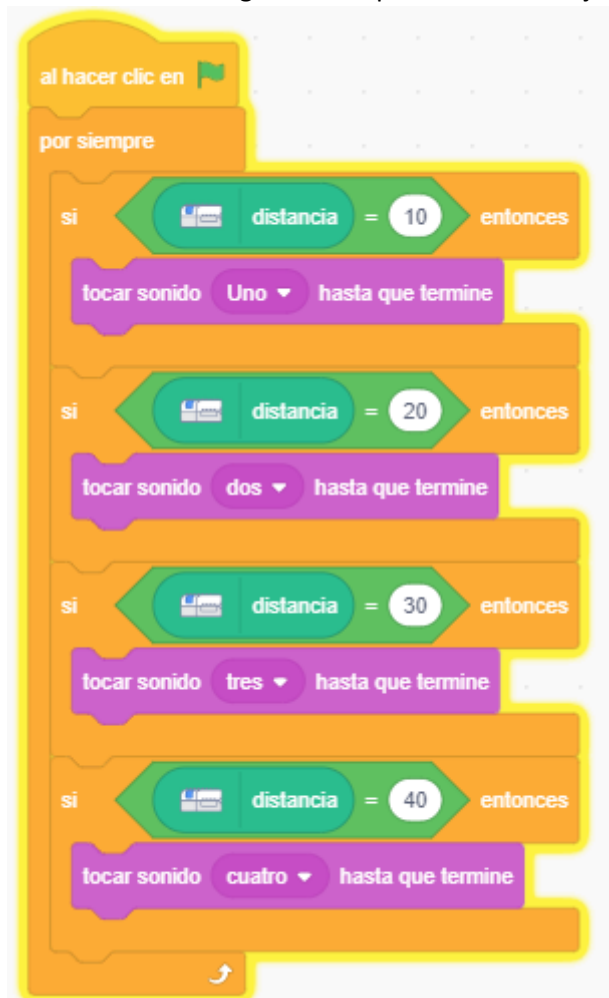 al hacer clic en
por siempre
si distancia = 10 entonces
tocar sonido Uno hasta que termine
si distancia = 20 entonces
tocar sonido dos hasta que termine
si distancia = 30 entonces
tocar sonido tres hasta que termine
si distancia = 40 entonces
tocar sonido cuatro hasta que termine